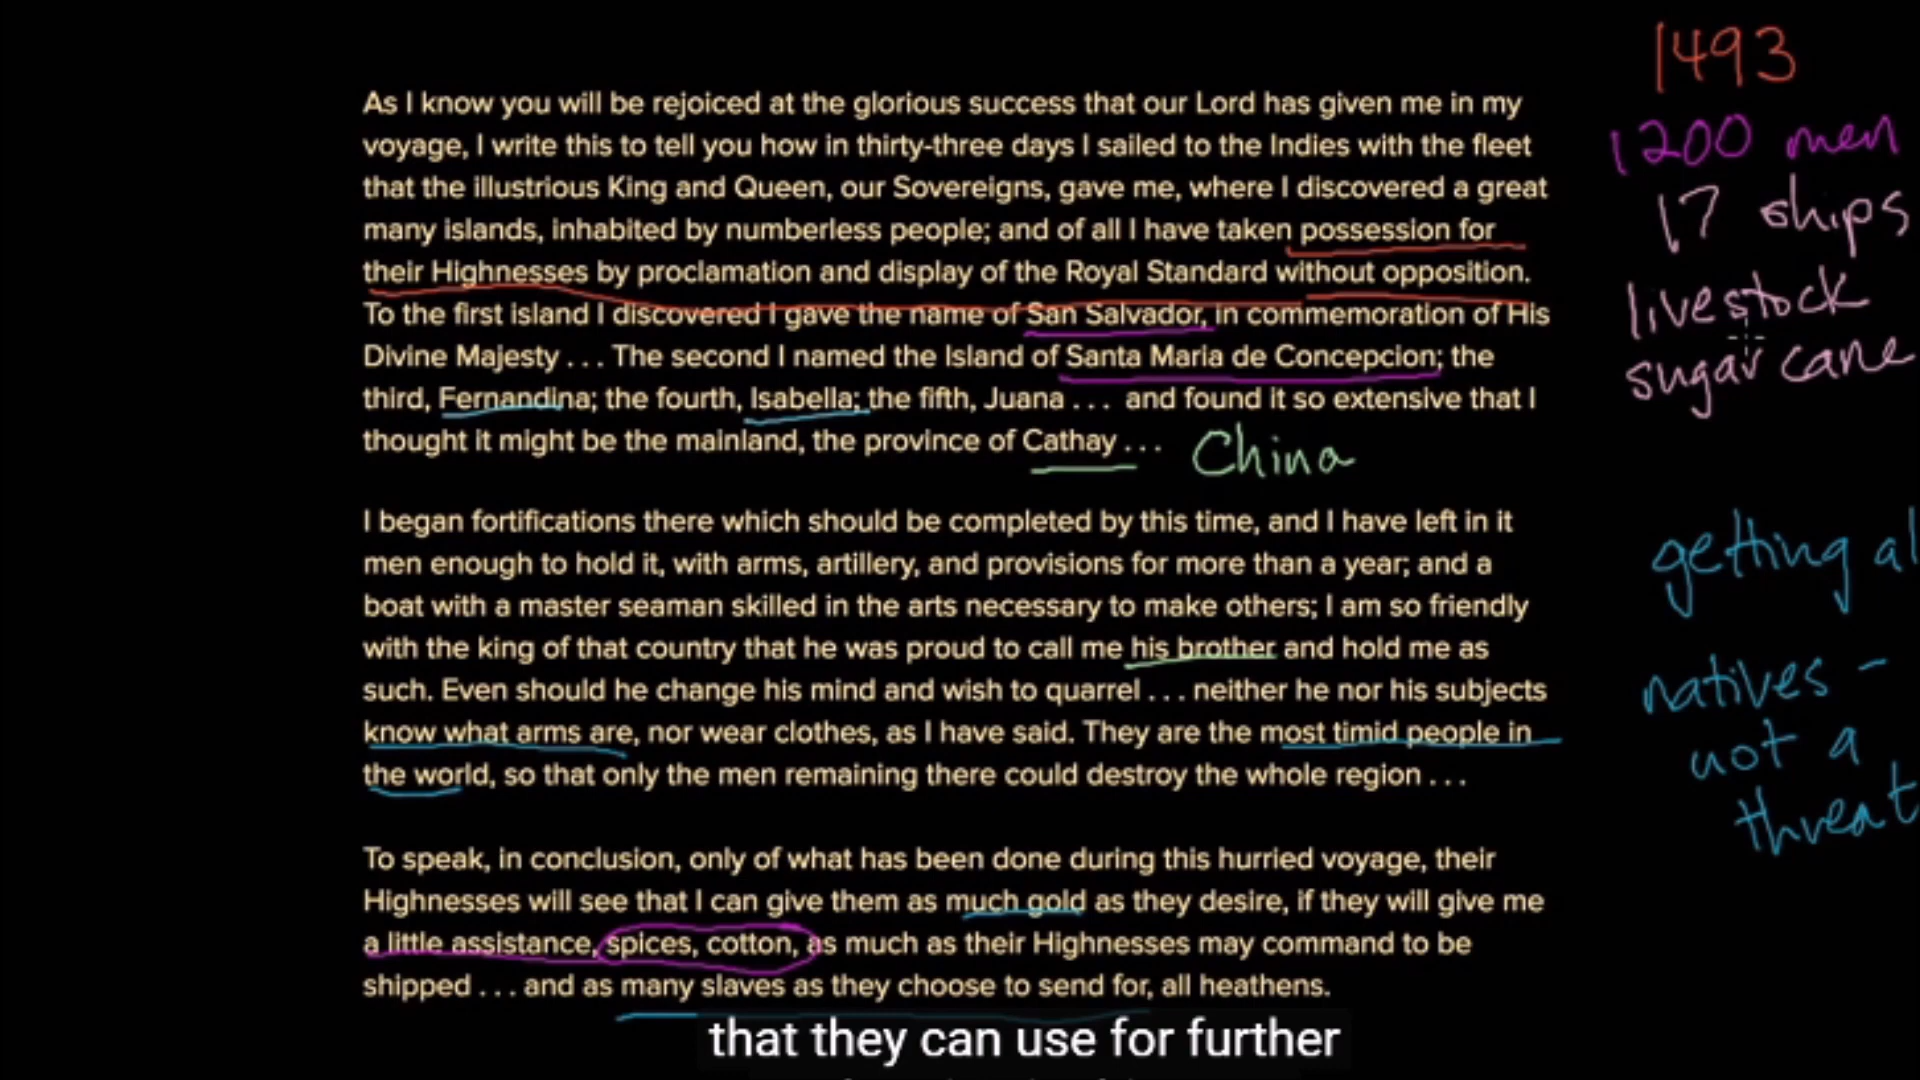 As I know you will be rejoiced at the glorious success that our Lord has given me in my
voyage, I write this to tell you how in thirty-three days I sailed to the Indies with the fleet
that the illustrious King and Queen, our Sovereigns, gave me, where I discovered a great
many islands, inhabited by numberless people; and of all I have taken possession for
their Highnesses by proclamation and display of the Royal Standard without opposition.
To the first island I discovered I gave the name of San Salvador, in commemoration of His
Divine Majesty . . . The second I named the Island of Santa Maria de Concepcion; the
third, Fernandina; the fourth, Isabella; the fifth, Juana . . . and found it so extensive that I
thought it might be the mainland, the province of Cathay . . .
China
I began fortifications there which should be completed by this time, and I have left in it
men enough to hold it, with arms, artillery, and provisions for more than a year; and a
boat with a master seaman skilled in the arts necessary to make others; I am so friendly
with the king of that country that he was proud to call me his brother and hold me as
such. Even should he change his mind and wish to quarrel . . . neither he nor his subjects
know what arms are, nor wear clothes, as I have said. They are the most timid people in
the world, so that only the men remaining there could destroy the whole region . . .
To speak, in conclusion, only of what has been done during this hurried voyage, their
Highnesses will see that I can give them as much gold as they desire, if they will give me
a little assistance, spices, cotton, as much as their Highnesses may command to be
shipped . . . and as many slaves as they choose to send for, all heathens.
1493
1200 men
17 ships
livestock
sugar cane
getting
natives -
not a
threat
that they can use for further